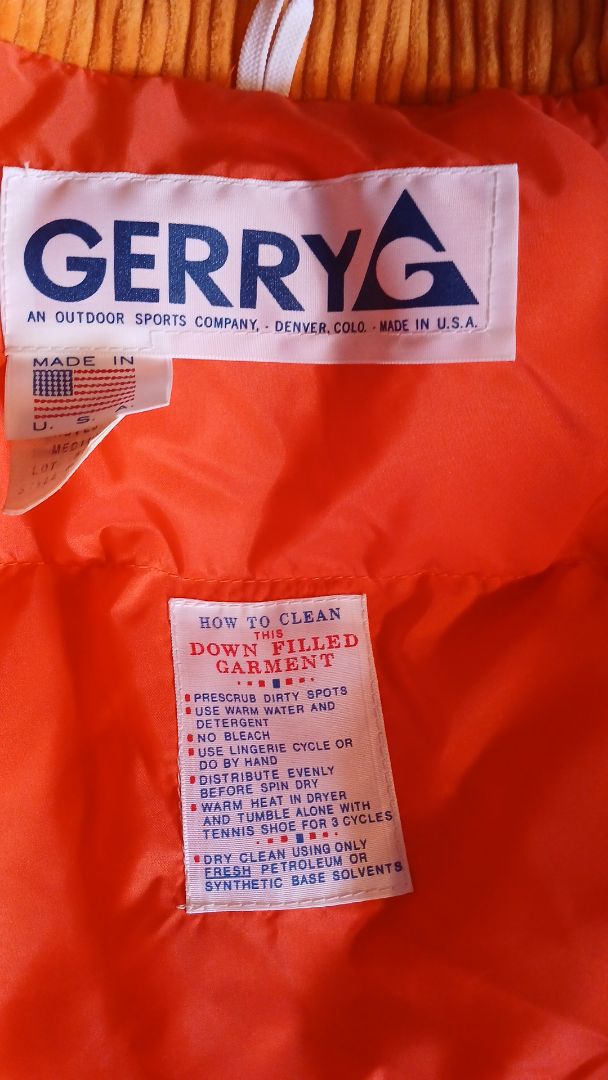 GERRY G
AN OUTDOOR SPORTS COMPANY, · DENVER, COLO. · MADE IN U.S.A.
MADE IN
U. S. A.
LOT
HOW TO CLEAN
THIS
DOWN FILLED
GARMENT
PRESCRUB DIRTY SPOTS
USE WARM WATER AND
DETERGENT
NO BLEACH
USE LINGERIE CYCLE OR
DO BY HAND
DISTRIBUTE EVENLY
BEFORE SPIN DRY
WARM HEAT IN DRYER
AND TUMBLE ALONE WITH
TENNIS SHOE FOR 3 CYCLES
DRY CLEAN USING ONLY
FRESH PETROLEUM OR
SYNTHETIC BASE SOLVENTS